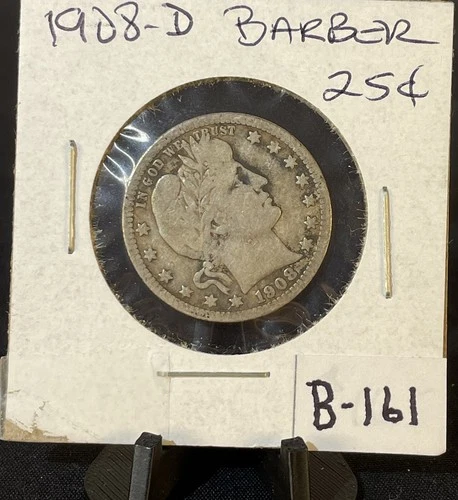 1908-D BARBER
25¢
IN GOD WE TRUST
1908
B-161